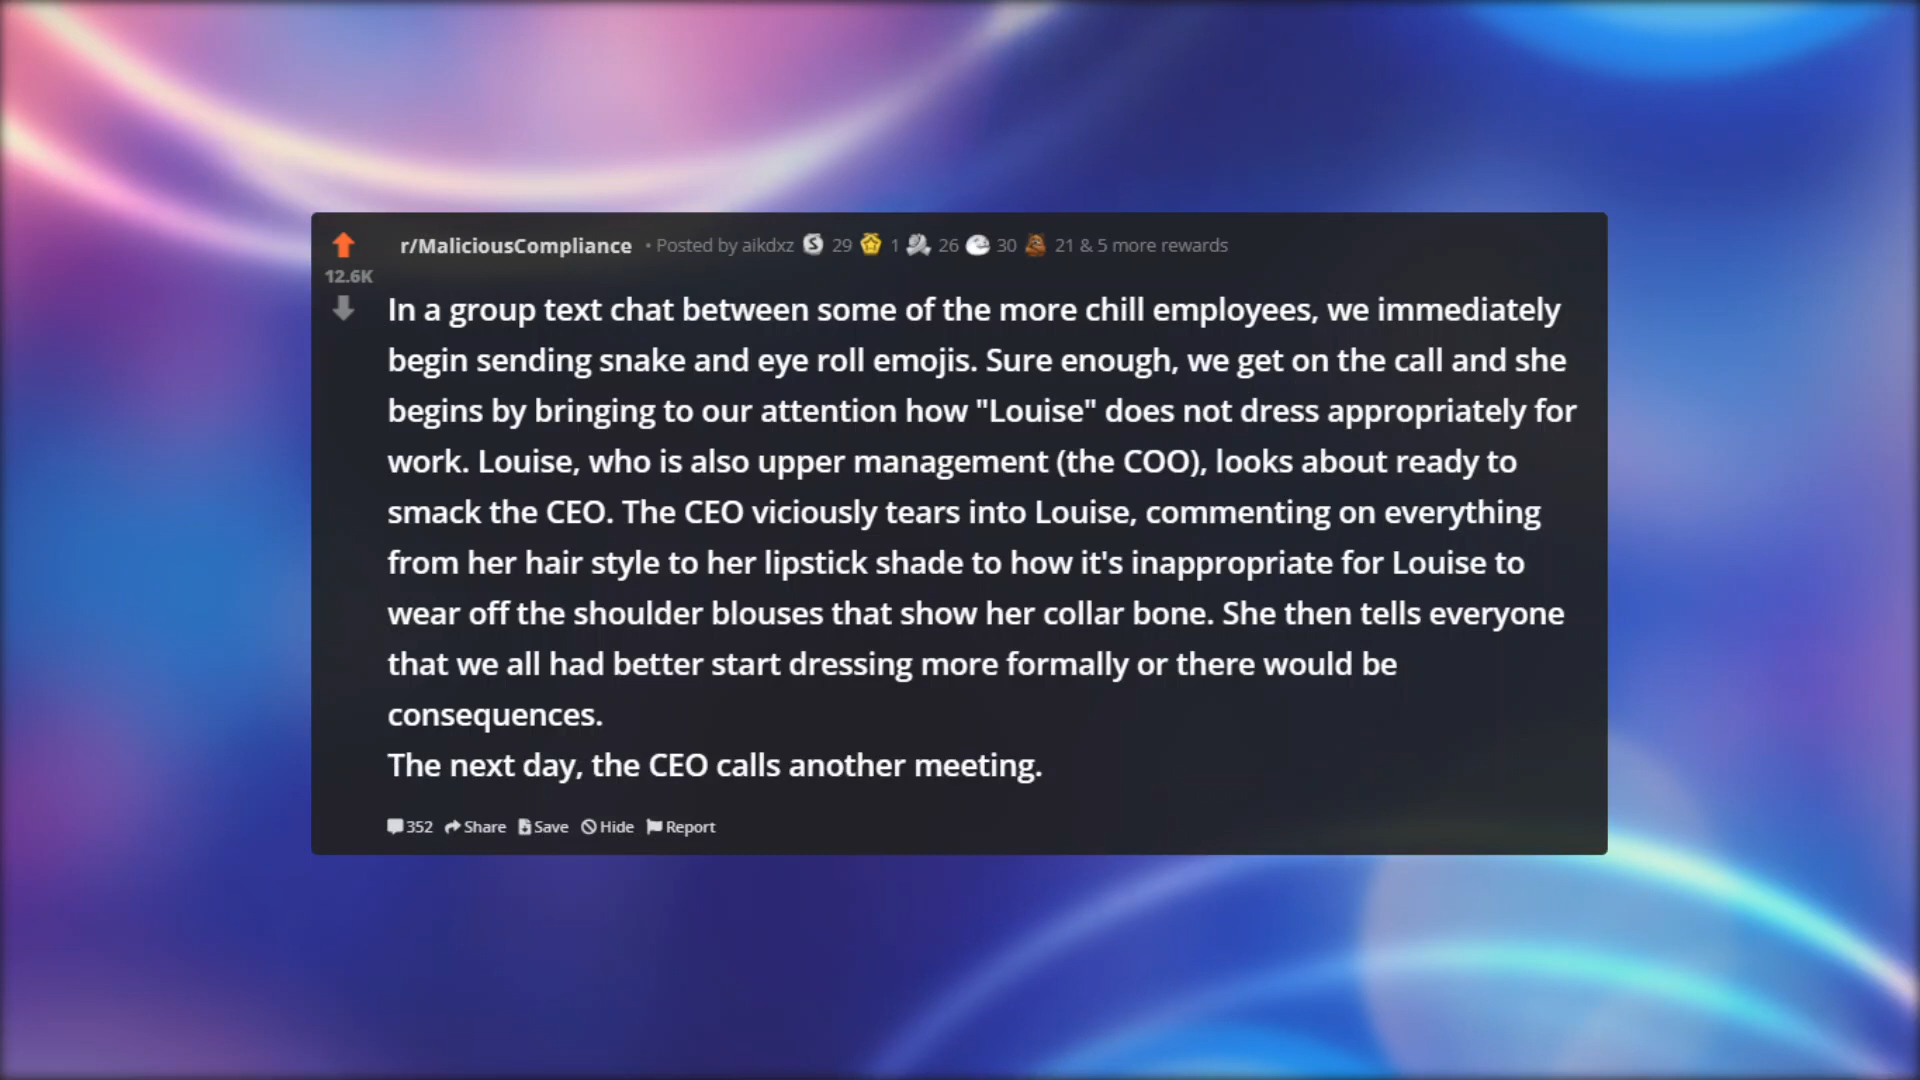 r/MaliciousCompliance • Posted by aikdxz 29 1 26 30 21 & 5 more rewards
12.6K
In a group text chat between some of the more chill employees, we immediately
begin sending snake and eye roll emojis. Sure enough, we get on the call and she
begins by bringing to our attention how "Louise" does not dress appropriately for
work. Louise, who is also upper management (the COO), looks about ready to
smack the CEO. The CEO viciously tears into Louise, commenting on everything
from her hair style to her lipstick shade to how it's inappropriate for Louise to
wear off the shoulder blouses that show her collar bone. She then tells everyone
that we all had better start dressing more formally or there would be
consequences.
The next day, the CEO calls another meeting.
352 Share Save Hide Report